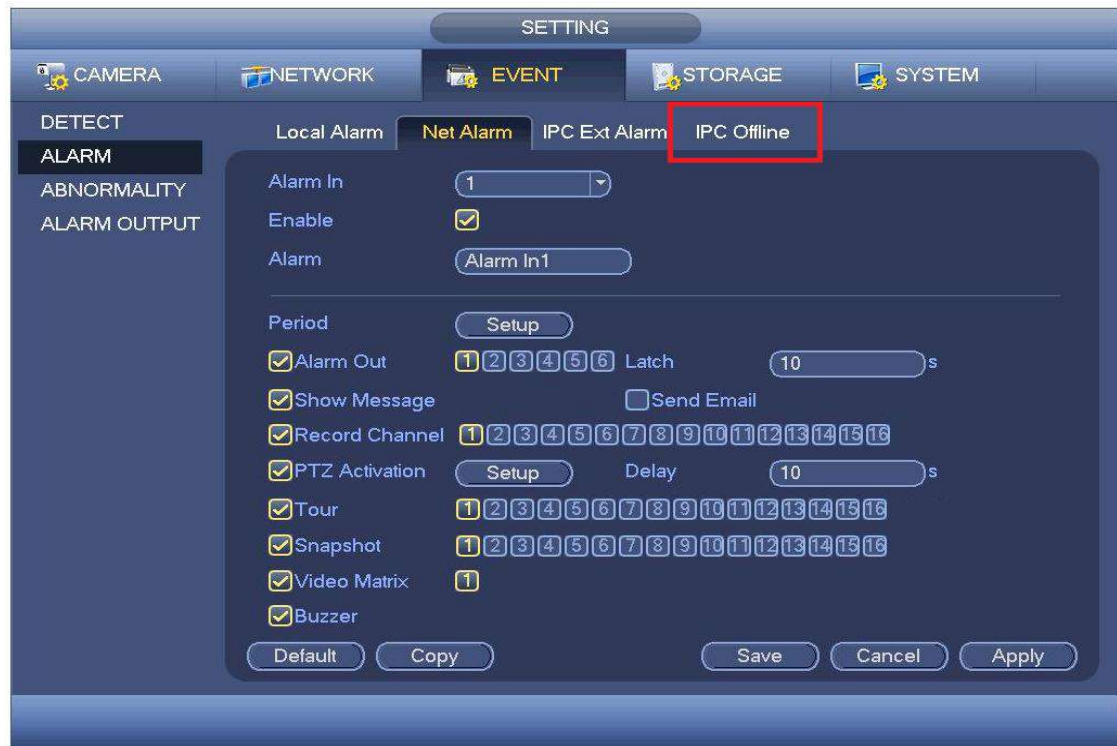 SETTING
CAMERA NETWORK EVENT STORAGE SYSTEM
DETECT
ALARM
ABNORMALITY
ALARM OUTPUT
Local Alarm Net Alarm IPC Ext Alarm IPC Offline
Alarm In 1
Enable
Alarm Alarm In1
Period Setup
Alarm Out 1 2 3 4 5 6 Latch 10 s
Show Message Send Email
Record Channel 1 2 3 4 5 6 7 8 9 10 11 12 13 14 15 16
PTZ Activation Setup Delay 10 s
Tour 1 2 3 4 5 6 7 8 9 10 11 12 13 14 15 16
Snapshot 1 2 3 4 5 6 7 8 9 10 11 12 13 14 15 16
Video Matrix 1
Buzzer
Default Copy Save Cancel Apply